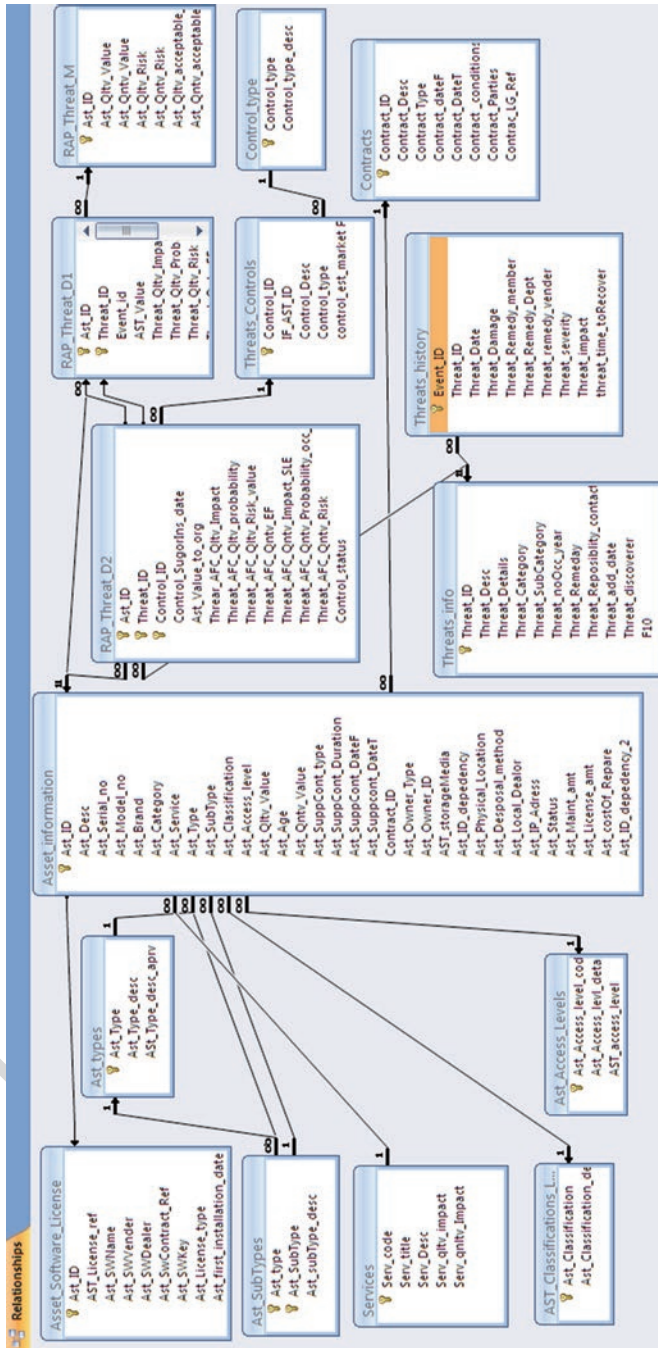 Relationships
Asset_Software_License
Ast_ID
AST_License_ref
Ast_SWName
Ast_SWVender
Ast_SWDealer
Ast_SwContract_Ref
Ast_SWKey
Ast_License_type
Ast_first_installation_date
Ast_SubTypes
Ast_type
Ast_SubType
Ast_subType_desc
Services
Serv_code
Serv_title
Serv_Desc
Serv_qltv_impact
Serv_qnltv_Impact
AST_Classifications_L...
Ast_Classification
Ast_Classification_de
Ast_types
Ast_Type
Ast_Type_desc
ASt_Type_desc_aprv
Ast_Access_Levels
Ast_Access_level_cod
Ast_Access_levl_deta
AST_access_level
Asset_information
Ast_ID
Ast_Desc
Ast_Serial_no
Ast_Model_no
Ast_Brand
Ast_Category
Ast_Service
Ast_Type
Ast_SubType
Ast_Classification
Ast_Access_level
Ast_Qltv_Value
Ast_Age
Ast_Qntv_Value
Ast_SuppCont_type
Ast_SuppCont_Duration
Ast_SuppCont_DateF
Ast_Suppcont_DateT
Contract_ID
Ast_Owner_Type
Ast_Owner_ID
AST_storageMedia
Ast_ID_depedency
Ast_Physical_Location
Ast_Desposal_method
Ast_Local_Dealor
Ast_IP_Adress
Ast_Status
Ast_Maint_amt
Ast_License_amt
Ast_costOf_Repare
Ast_ID_depedency_2
RAP_Threat_D2
Ast_ID
Threat_ID
Control_ID
Control_SugorIns_date
Ast_Value_to_org
Threar_AFC_Qltv_Impact
Threat_AFC_Qltv_probability
Threat_AFC_Qltv_Risk_value
Threat_AFC_Qntv_EF
Threat_AFC_Qntv_Impact_SLE
Threat_AFC_Qntv_Probability_occ_
Threat_AFC_Qntv_Risk
Control_status
Threats_info
Threat_ID
Threat_Desc
Threat_Details
Threat_Category
Threat_SubCategory
Threat_noOcc_year
Threat_Remeday
Threat_Reposiblity_contact
Threat_add_date
Threat_discoverer
F10
RAP_Threat_D1
Ast_ID
Threat_ID
Event_id
AST_Value
Threat_Qltv_Impa
Threat_Qltv_Prob
Threat_Qltv_Risk
Threats_Controls
Control_ID
IF_AST_ID
Control_Desc
Control_type
control_est_market F
Threats_history
Event_ID
Threat_ID
Threat_Date
Threat_Damage
Threat_Remedy_member
Threat_Remedy_Dept
Threat_remedy_vender
Threat_severity
Threat_impact
threat_time_toRecover
RAP_Threat_M
Ast_ID
Ast_Qltv_Value
Ast_Qntv_Value
Ast_Qltv_Risk
Ast_Qntv_Risk
Ast_Qltv_acceptable
Ast_Qntv_acceptable
Control_type
Control_type
Control_type_desc
Contracts
Contract_ID
Contract_Desc
Contract Type
Contract_dateF
Contract_DateT
Contract_conditions
Contract_Parties
Contrac_LG_Ref